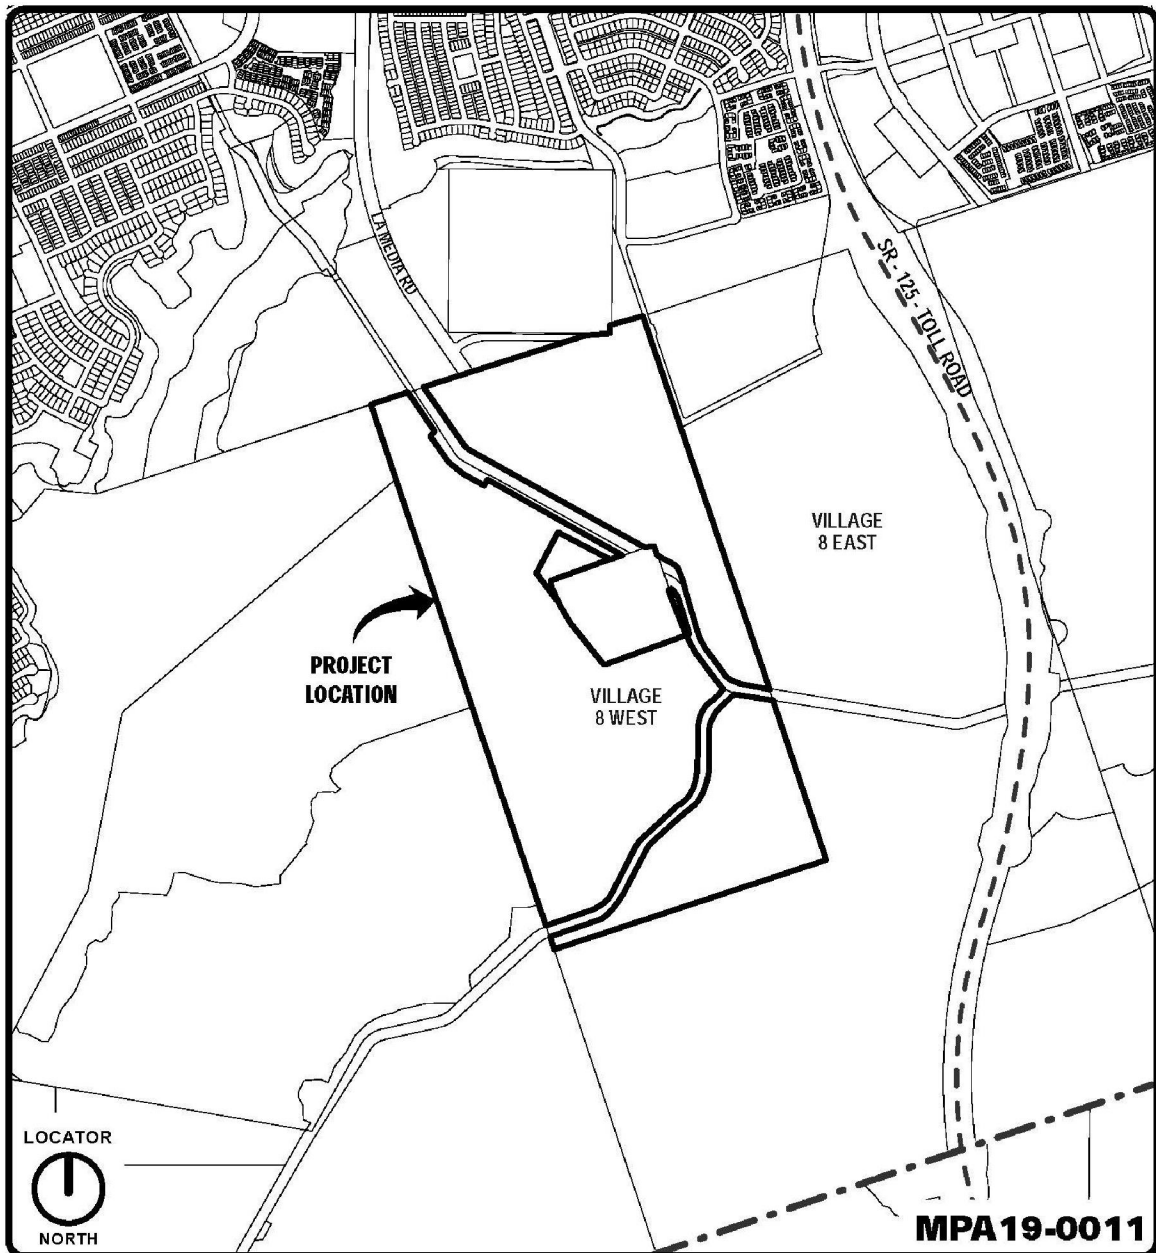 LA MEDIA RD
SR - 125 - TOLL ROAD
VILLAGE
8 EAST
PROJECT
LOCATION
VILLAGE
8 WEST
LOCATOR
NORTH
MPA19-0011